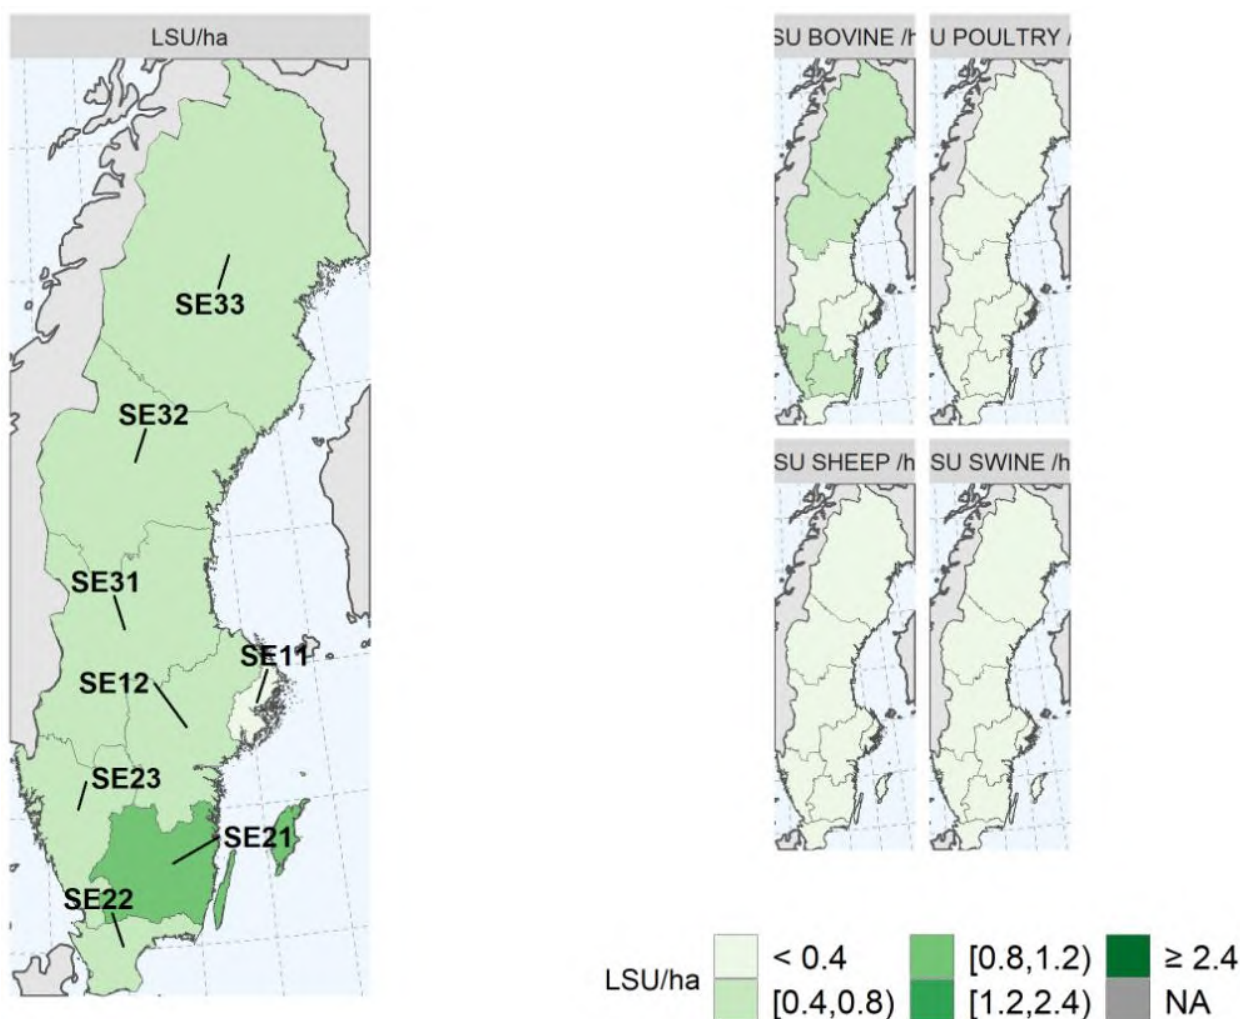 LSU/ha
SU BOVINE /h
U POULTRY /
SE33
SE32
SE31
SE11
SE12
SE23
SE21
SE22
SU SHEEP /h
SU SWINE /h
LSU/ha
< 0.4
[0.8,1.2)
≥ 2.4
[0.4,0.8)
[1.2,2.4)
NA